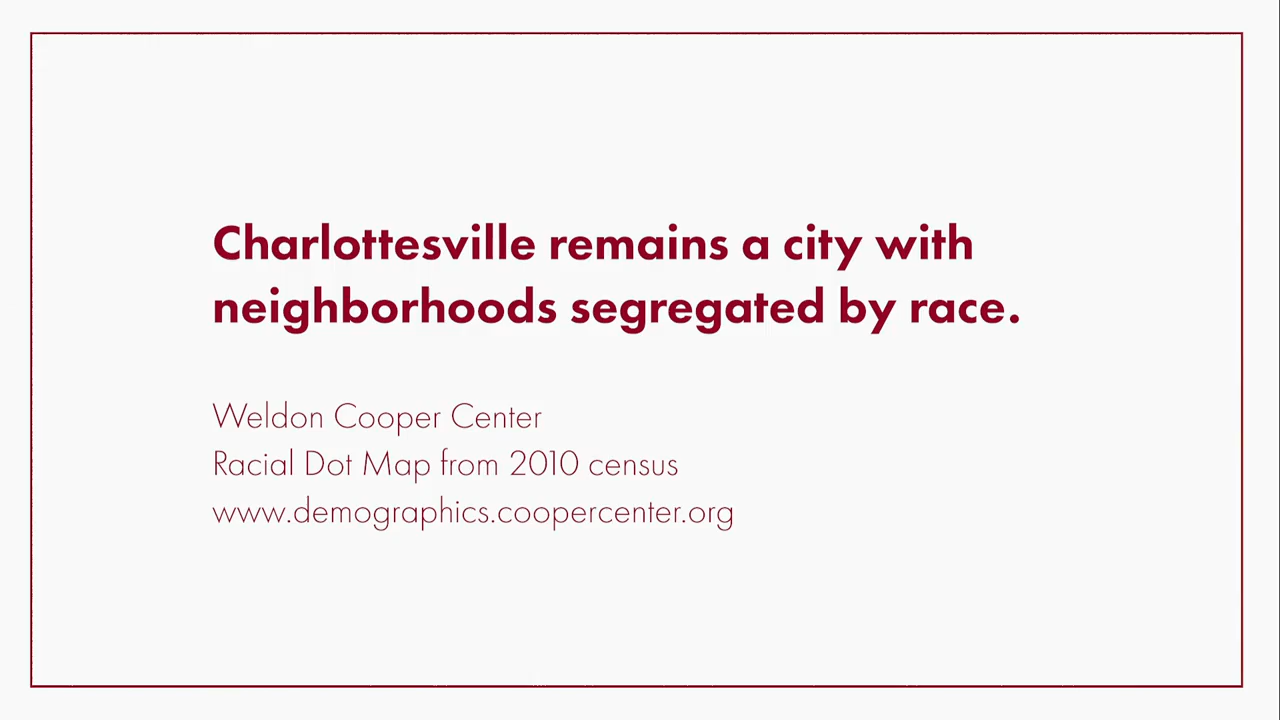 Charlottesville remains a city with
neighborhoods segregated by race.
Weldon Cooper Center
Racial Dot Map from 2010 census
www.demographics.coopercenter.org